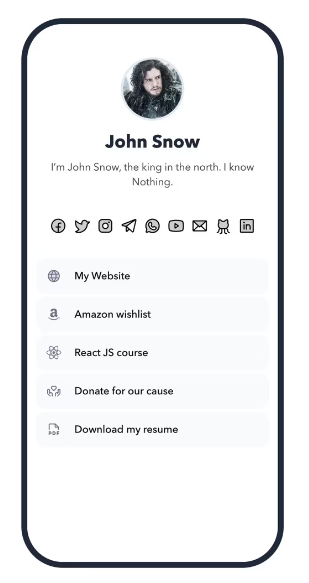 John Snow
I'm John Snow, the king in the north. I know
Nothing.
in
My Website
a
Amazon wishlist
React JS course
Donate for our cause
PDF
Download my resume